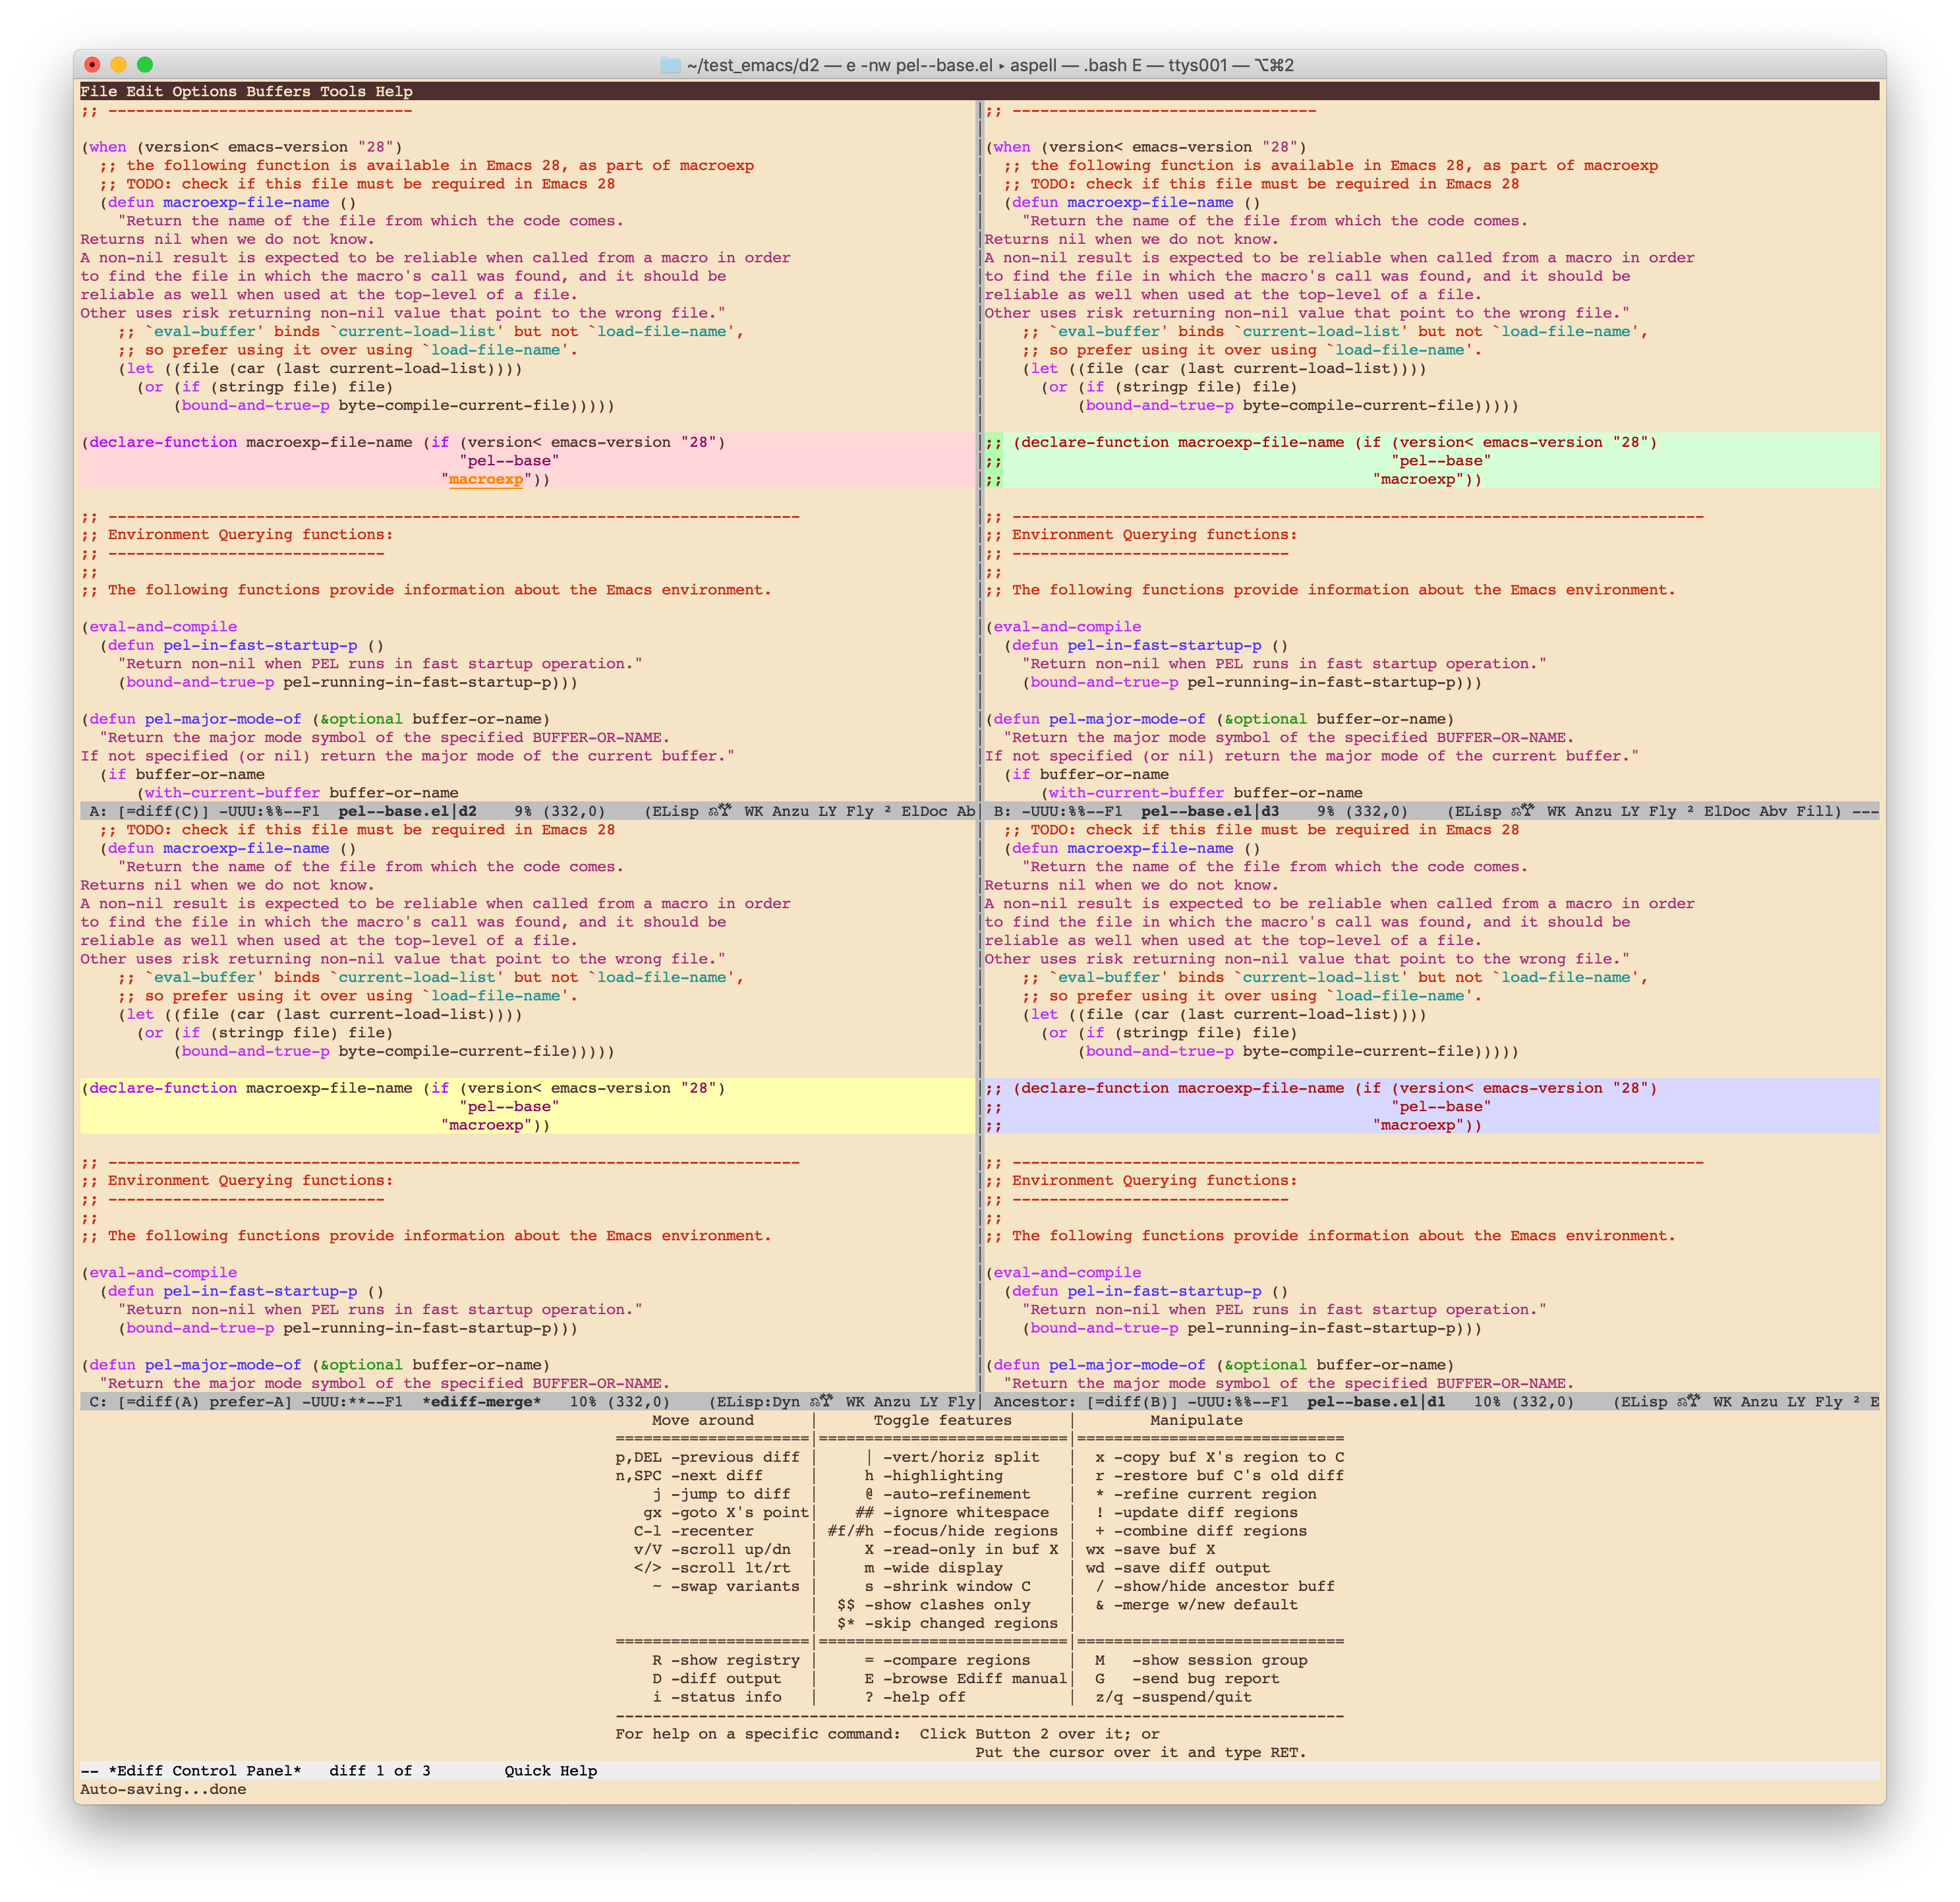 ~/test_emacs/d2 — e -nw pel--base.el ▸ aspell — .bash E — ttys001 — ⌥⌘2
File Edit Options Buffers Tools Help
;; ---------------------------------

(when (version< emacs-version "28")
  ;; the following function is available in Emacs 28, as part of macroexp
  ;; TODO: check if this file must be required in Emacs 28
  (defun macroexp-file-name ()
    "Return the name of the file from which the code comes.
Returns nil when we do not know.
A non-nil result is expected to be reliable when called from a macro in order
to find the file in which the macro's call was found, and it should be
reliable as well when used at the top-level of a file.
Other uses risk returning non-nil value that point to the wrong file."
    ;; `eval-buffer' binds `current-load-list' but not `load-file-name',
    ;; so prefer using it over using `load-file-name'.
    (let ((file (car (last current-load-list))))
      (or (if (stringp file) file)
          (bound-and-true-p byte-compile-current-file)))))

(declare-function macroexp-file-name (if (version< emacs-version "28")
                                         "pel--base"
                                       "macroexp"))

;; ---------------------------------------------------------------------------
;; Environment Querying functions:
;; ------------------------------
;;
;; The following functions provide information about the Emacs environment.

(eval-and-compile
  (defun pel-in-fast-startup-p ()
    "Return non-nil when PEL runs in fast startup operation."
    (bound-and-true-p pel-running-in-fast-startup-p)))

(defun pel-major-mode-of (&optional buffer-or-name)
  "Return the major mode symbol of the specified BUFFER-OR-NAME.
If not specified (or nil) return the major mode of the current buffer."
  (if buffer-or-name
      (with-current-buffer buffer-or-name
A: [=diff(C)] -UUU:%%--F1  pel--base.el|d2    9% (332,0)    (ELisp WK Anzu LY Fly ² ElDoc Ab
;; ---------------------------------

(when (version< emacs-version "28")
  ;; the following function is available in Emacs 28, as part of macroexp
  ;; TODO: check if this file must be required in Emacs 28
  (defun macroexp-file-name ()
    "Return the name of the file from which the code comes.
Returns nil when we do not know.
A non-nil result is expected to be reliable when called from a macro in order
to find the file in which the macro's call was found, and it should be
reliable as well when used at the top-level of a file.
Other uses risk returning non-nil value that point to the wrong file."
    ;; `eval-buffer' binds `current-load-list' but not `load-file-name',
    ;; so prefer using it over using `load-file-name'.
    (let ((file (car (last current-load-list))))
      (or (if (stringp file) file)
          (bound-and-true-p byte-compile-current-file)))))

;; (declare-function macroexp-file-name (if (version< emacs-version "28")
;;                                          "pel--base"
;;                                        "macroexp"))

;; ---------------------------------------------------------------------------
;; Environment Querying functions:
;; ------------------------------
;;
;; The following functions provide information about the Emacs environment.

(eval-and-compile
  (defun pel-in-fast-startup-p ()
    "Return non-nil when PEL runs in fast startup operation."
    (bound-and-true-p pel-running-in-fast-startup-p)))

(defun pel-major-mode-of (&optional buffer-or-name)
  "Return the major mode symbol of the specified BUFFER-OR-NAME.
If not specified (or nil) return the major mode of the current buffer."
  (if buffer-or-name
      (with-current-buffer buffer-or-name
B: -UUU:%%--F1  pel--base.el|d3    9% (332,0)    (ELisp WK Anzu LY Fly ² ElDoc Abv Fill) ---
  ;; TODO: check if this file must be required in Emacs 28
  (defun macroexp-file-name ()
    "Return the name of the file from which the code comes.
Returns nil when we do not know.
A non-nil result is expected to be reliable when called from a macro in order
to find the file in which the macro's call was found, and it should be
reliable as well when used at the top-level of a file.
Other uses risk returning non-nil value that point to the wrong file."
    ;; `eval-buffer' binds `current-load-list' but not `load-file-name',
    ;; so prefer using it over using `load-file-name'.
    (let ((file (car (last current-load-list))))
      (or (if (stringp file) file)
          (bound-and-true-p byte-compile-current-file)))))

(declare-function macroexp-file-name (if (version< emacs-version "28")
                                         "pel--base"
                                       "macroexp"))

;; ---------------------------------------------------------------------------
;; Environment Querying functions:
;; ------------------------------
;;
;; The following functions provide information about the Emacs environment.

(eval-and-compile
  (defun pel-in-fast-startup-p ()
    "Return non-nil when PEL runs in fast startup operation."
    (bound-and-true-p pel-running-in-fast-startup-p)))

(defun pel-major-mode-of (&optional buffer-or-name)
  "Return the major mode symbol of the specified BUFFER-OR-NAME.
C: [=diff(A) prefer-A] -UUU:**--F1  *ediff-merge*   10% (332,0)    (ELisp:Dyn WK Anzu LY Fly
  ;; TODO: check if this file must be required in Emacs 28
  (defun macroexp-file-name ()
    "Return the name of the file from which the code comes.
Returns nil when we do not know.
A non-nil result is expected to be reliable when called from a macro in order
to find the file in which the macro's call was found, and it should be
reliable as well when used at the top-level of a file.
Other uses risk returning non-nil value that point to the wrong file."
    ;; `eval-buffer' binds `current-load-list' but not `load-file-name',
    ;; so prefer using it over using `load-file-name'.
    (let ((file (car (last current-load-list))))
      (or (if (stringp file) file)
          (bound-and-true-p byte-compile-current-file)))))

;; (declare-function macroexp-file-name (if (version< emacs-version "28")
;;                                          "pel--base"
;;                                        "macroexp"))

;; ---------------------------------------------------------------------------
;; Environment Querying functions:
;; ------------------------------
;;
;; The following functions provide information about the Emacs environment.

(eval-and-compile
  (defun pel-in-fast-startup-p ()
    "Return non-nil when PEL runs in fast startup operation."
    (bound-and-true-p pel-running-in-fast-startup-p)))

(defun pel-major-mode-of (&optional buffer-or-name)
  "Return the major mode symbol of the specified BUFFER-OR-NAME.
Ancestor: [=diff(B)] -UUU:%%--F1  pel--base.el|d1   10% (332,0)    (ELisp WK Anzu LY Fly ² E
    Move around      |      Toggle features      |        Manipulate
=====================|===========================|=============================
p,DEL -previous diff |     | -vert/horiz split   |  x -copy buf X's region to C
n,SPC -next diff     |     h -highlighting       |  r -restore buf C's old diff
    j -jump to diff  |     @ -auto-refinement    |  * -refine current region
   gx -goto X's point|    ## -ignore whitespace  |  ! -update diff regions
  C-l -recenter      | #f/#h -focus/hide regions |  + -combine diff regions
  v/V -scroll up/dn  |     X -read-only in buf X | wx -save buf X
  </> -scroll lt/rt  |     m -wide display       | wd -save diff output
    ~ -swap variants |     s -shrink window C    |  / -show/hide ancestor buff
                     |  $$ -show clashes only    |  & -merge w/new default
                     |  $* -skip changed regions |
=====================|===========================|=============================
    R -show registry |     = -compare regions    |  M   -show session group
    D -diff output   |     E -browse Ediff manual|  G   -send bug report
    i -status info   |     ? -help off           |  z/q -suspend/quit
-------------------------------------------------------------------------------
For help on a specific command:  Click Button 2 over it; or
                                       Put the cursor over it and type RET.
-- *Ediff Control Panel*   diff 1 of 3        Quick Help
Auto-saving...done